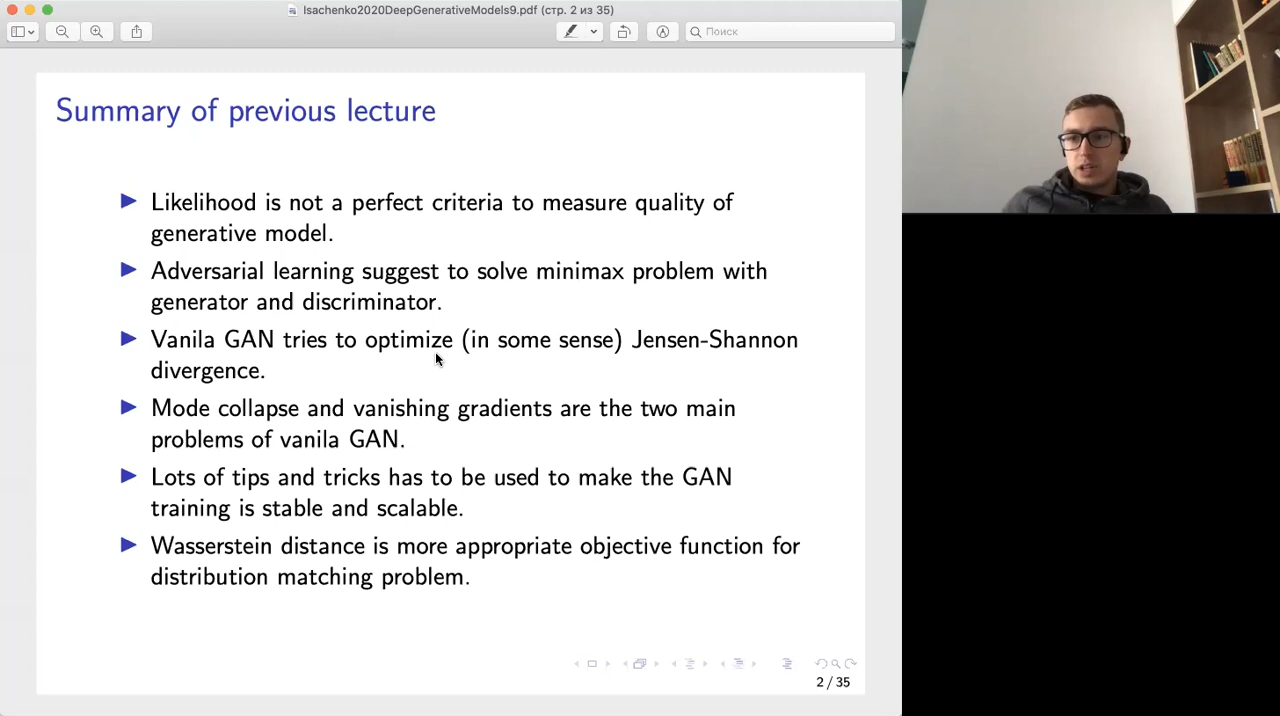 Isachenko2020DeepGenerativeModels9.pdf (стр. 2 из 35)
Поиск
Summary of previous lecture
Likelihood is not a perfect criteria to measure quality of
generative model.
Adversarial learning suggest to solve minimax problem with
generator and discriminator.
Vanila GAN tries to optimize (in some sense) Jensen-Shannon
divergence.
Mode collapse and vanishing gradients are the two main
problems of vanila GAN.
Lots of tips and tricks has to be used to make the GAN
training is stable and scalable.
Wasserstein distance is more appropriate objective function for
distribution matching problem.
2 / 35